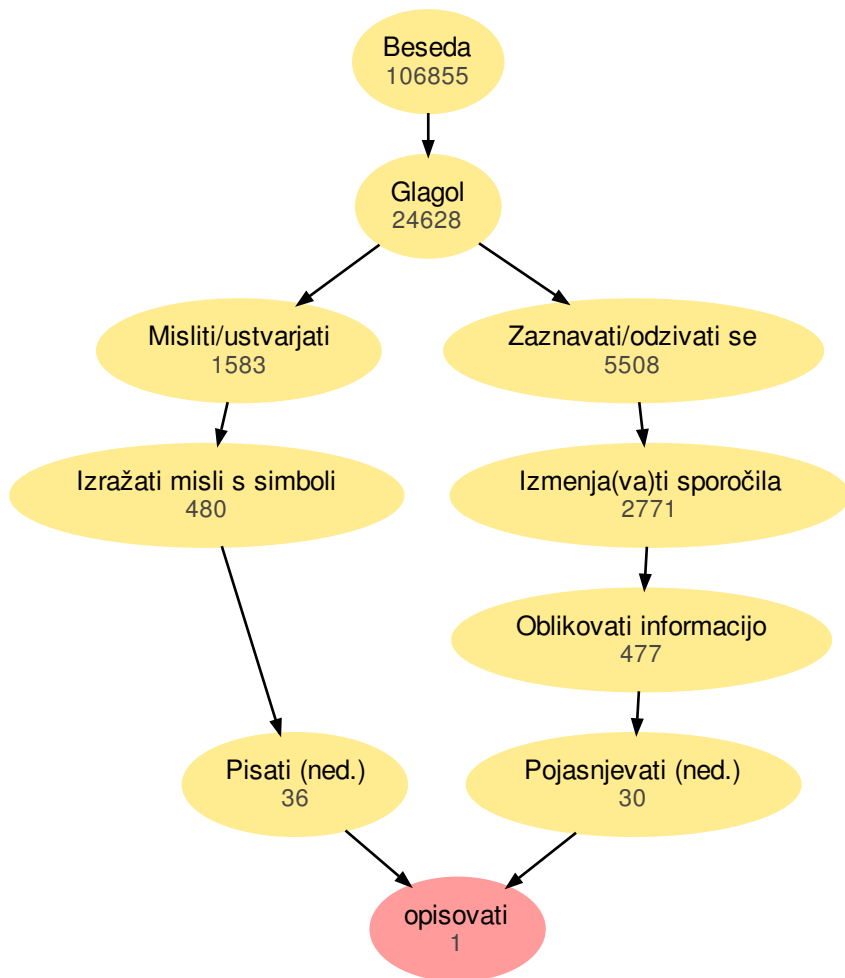 Beseda
106855
Glagol
24628
Misliti/ustvarjati
1583
Zaznavati/odzivati se
5508
Izražati misli s simboli
480
Izmenja(va)ti sporočila
2771
Oblikovati informacijo
477
Pisati (ned.)
36
Pojasnjevati (ned.)
30
opisovati
1